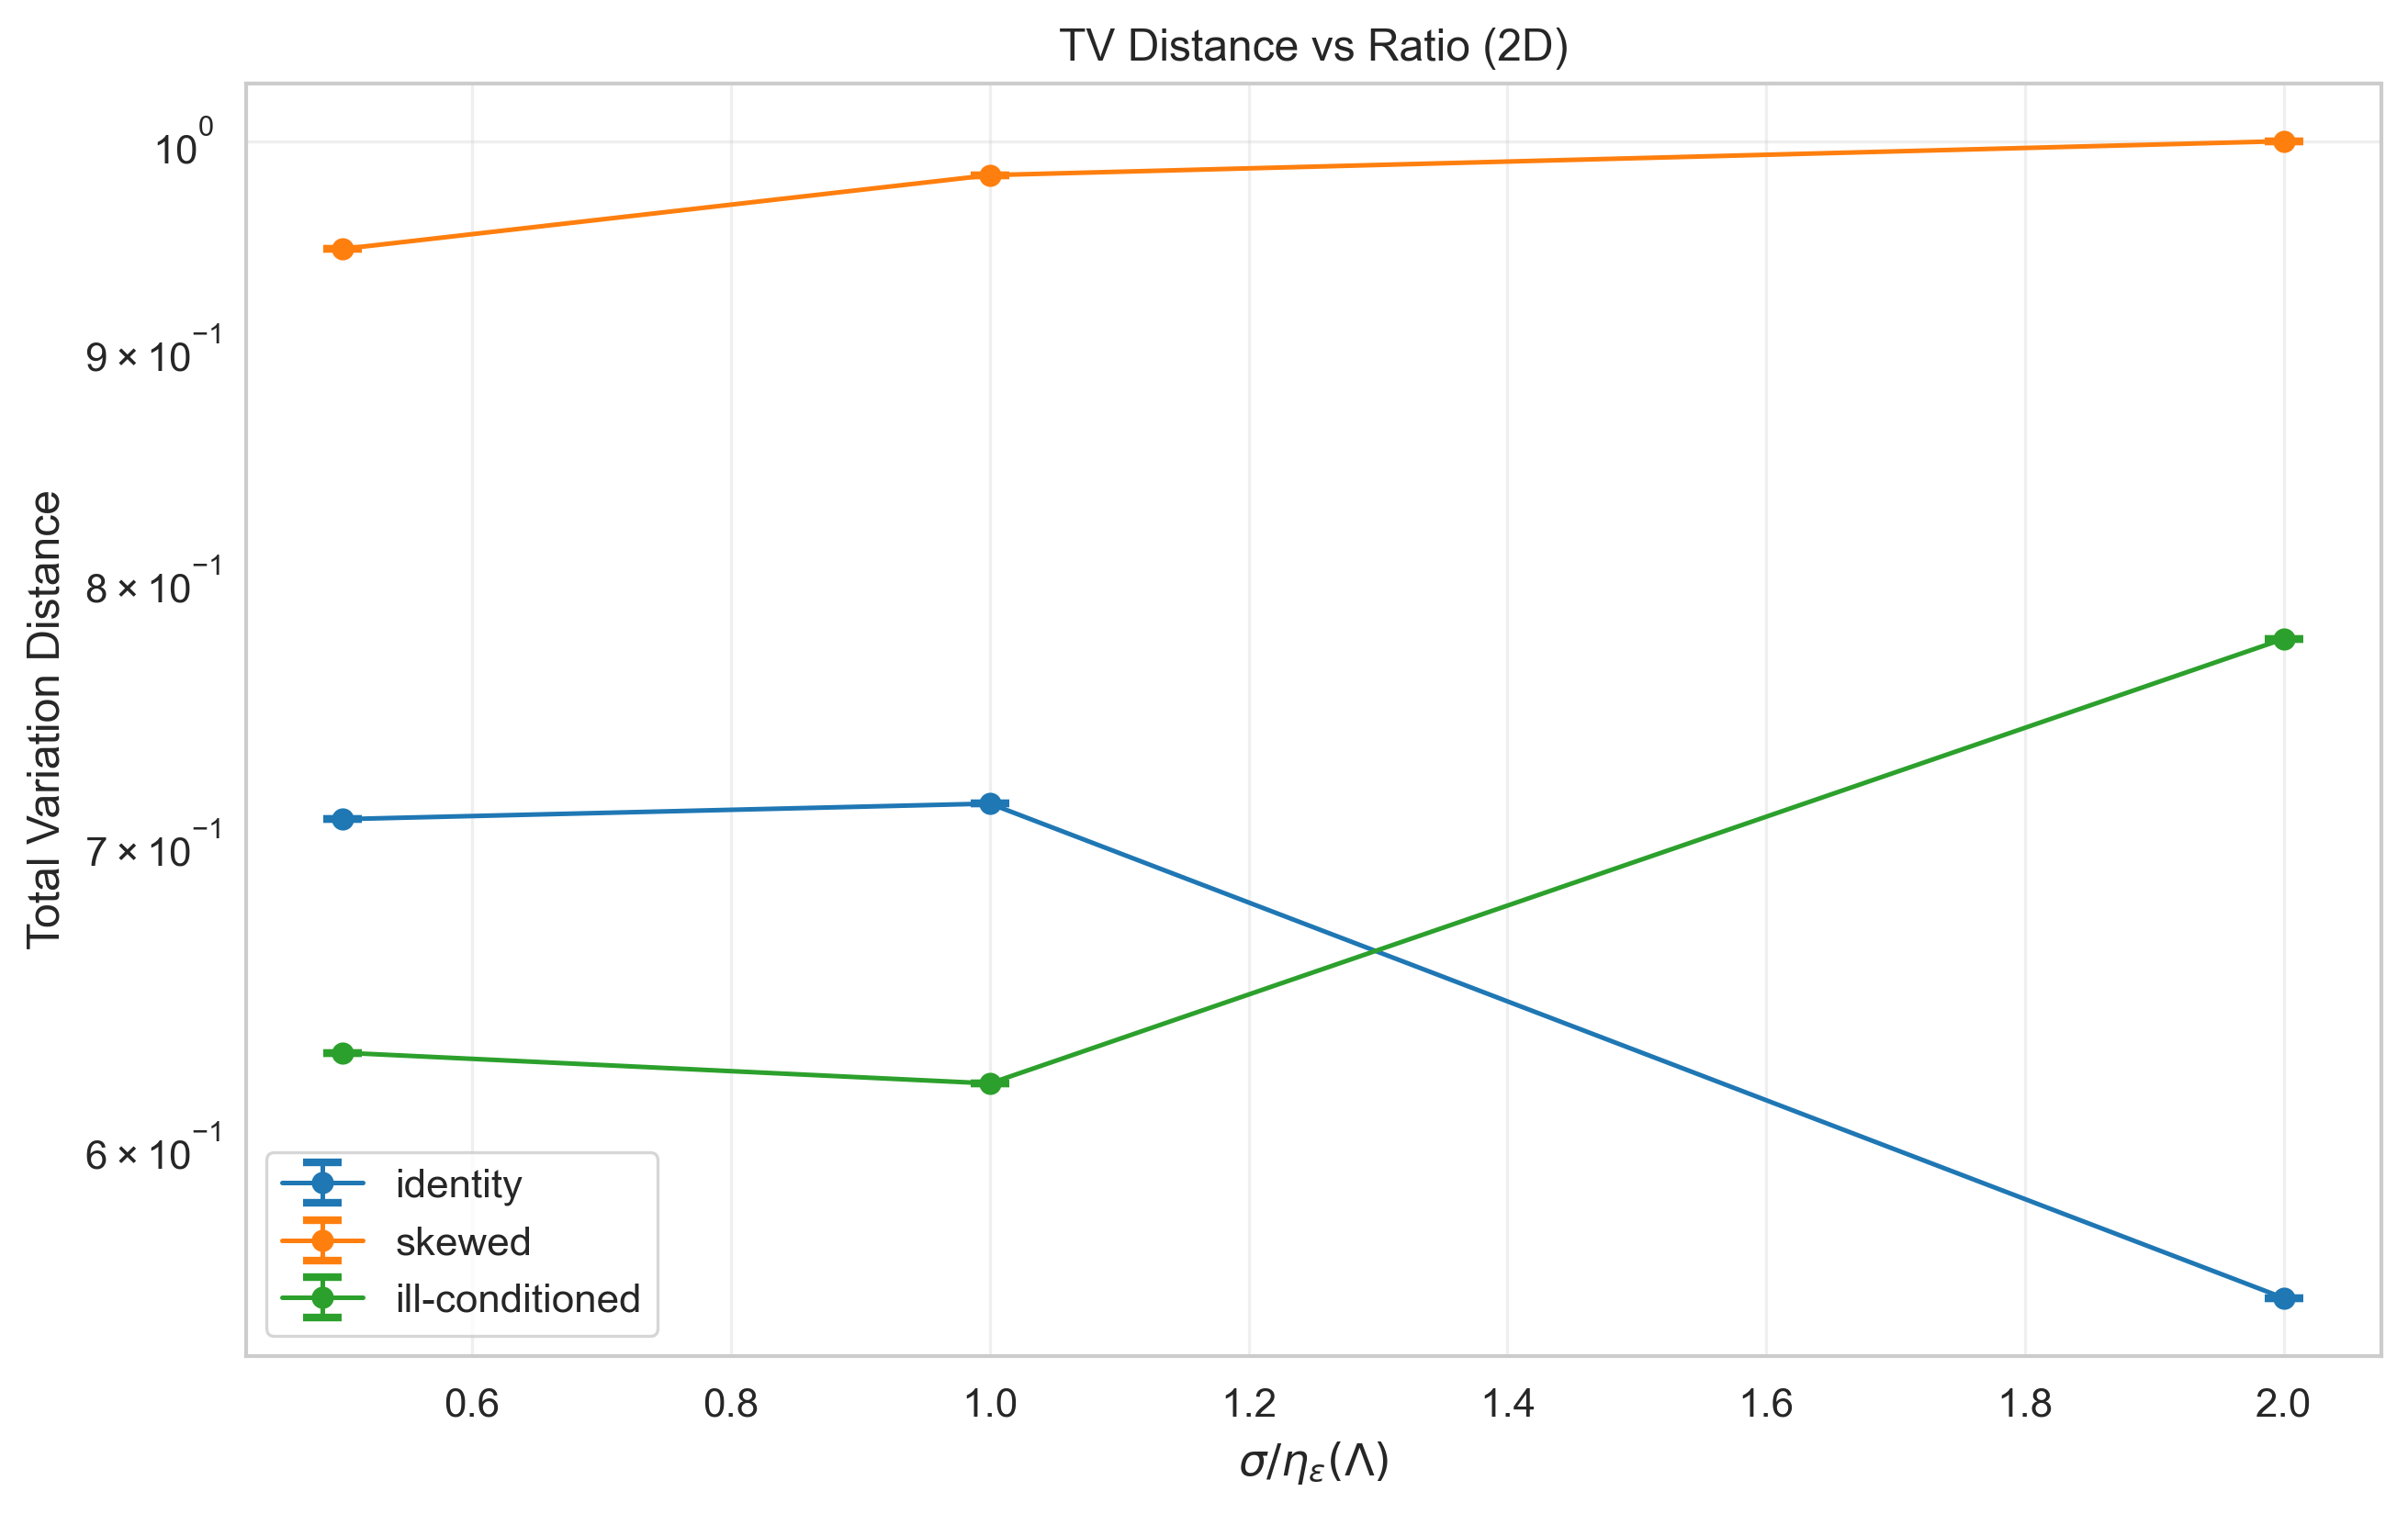 TV Distance vs Ratio (2D)
Total Variation Distance
10⁰
9 × 10⁻¹
8 × 10⁻¹
7 × 10⁻¹
6 × 10⁻¹
identity
skewed
ill-conditioned
0.6 0.8 1.0 1.2 1.4 1.6 1.8 2.0
σ/η_ε(Λ)